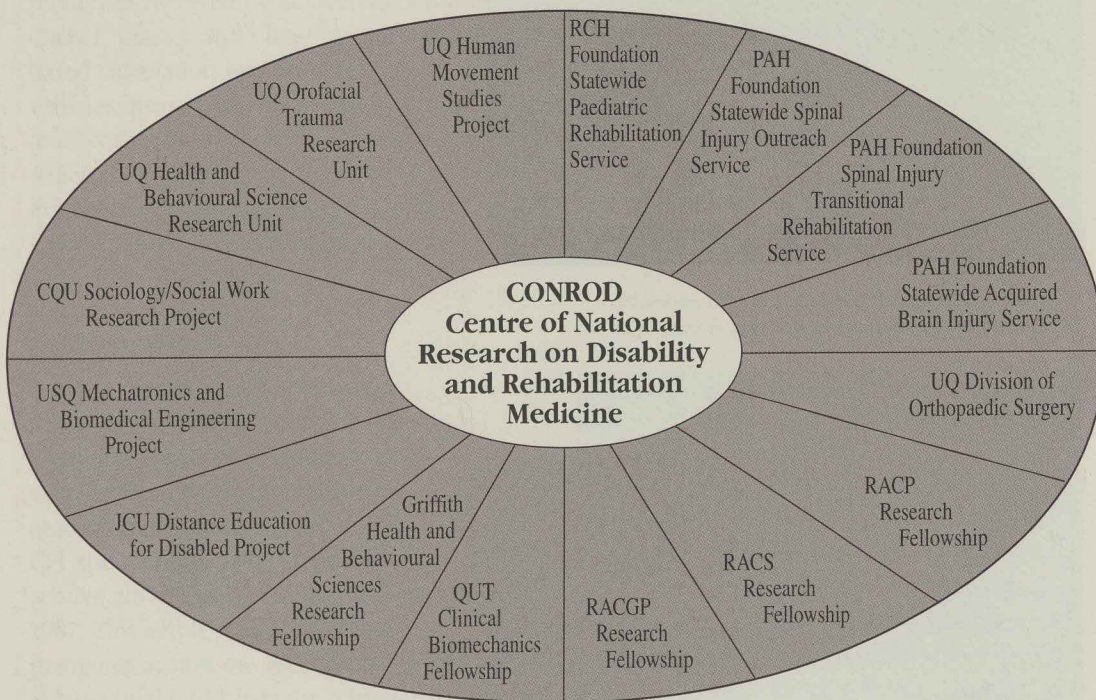 CONROD
Centre of National
Research on Disability
and Rehabilitation
Medicine
RCH
Foundation
Statewide
Paediatric
Rehabilitation
Service
PAH
Foundation
Statewide Spinal
Injury Outreach
Service
PAH Foundation
Spinal Injury
Transitional
Rehabilitation
Service
PAH Foundation
Statewide Acquired
Brain Injury Service
UQ Division of
Orthopaedic Surgery
RACP
Research
Fellowship
RACS
Research
Fellowship
RACGP
Research
Fellowship
QUT
Clinical
Biomechanics
Fellowship
Griffith
Health and
Behavioural
Sciences
Research
Fellowship
JCU Distance Education
for Disabled Project
USQ Mechatronics and
Biomedical Engineering
Project
CQU Sociology/Social Work
Research Project
UQ Health and
Behavioural Science
Research Unit
UQ Orofacial
Trauma
Research
Unit
UQ Human
Movement
Studies
Project